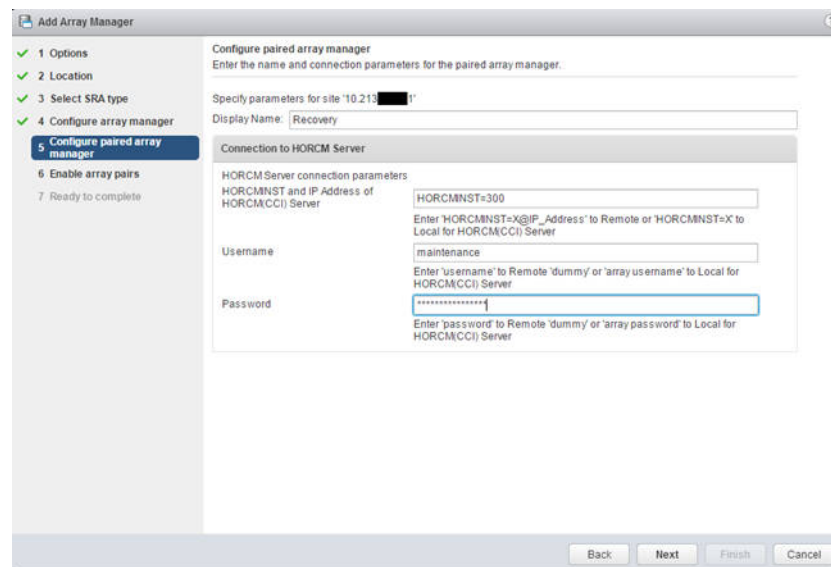 Add Array Manager
1 Options
2 Location
3 Select SRA type
4 Configure array manager
5 Configure paired array manager
6 Enable array pairs
7 Ready to complete
Configure paired array manager
Enter the name and connection parameters for the paired array manager.
Specify parameters for site '10.213 1'
Display Name: Recovery
Connection to HORCM Server
HORCM Server connection parameters
HORCMINST and IP Address of
HORCM(CCI) Server
HORCMINST=300
Enter 'HORCMINST=X@IP_Address' to Remote or 'HORCMINST=X' to
Local for HORCM(CCI) Server
Username
maintenance
Enter 'username' to Remote 'dummy' or 'array username' to Local for
HORCM(CCI) Server
Password
****************
Enter 'password' to Remote 'dummy' or 'array password' to Local for
HORCM(CCI) Server
Back Next Finish Cancel